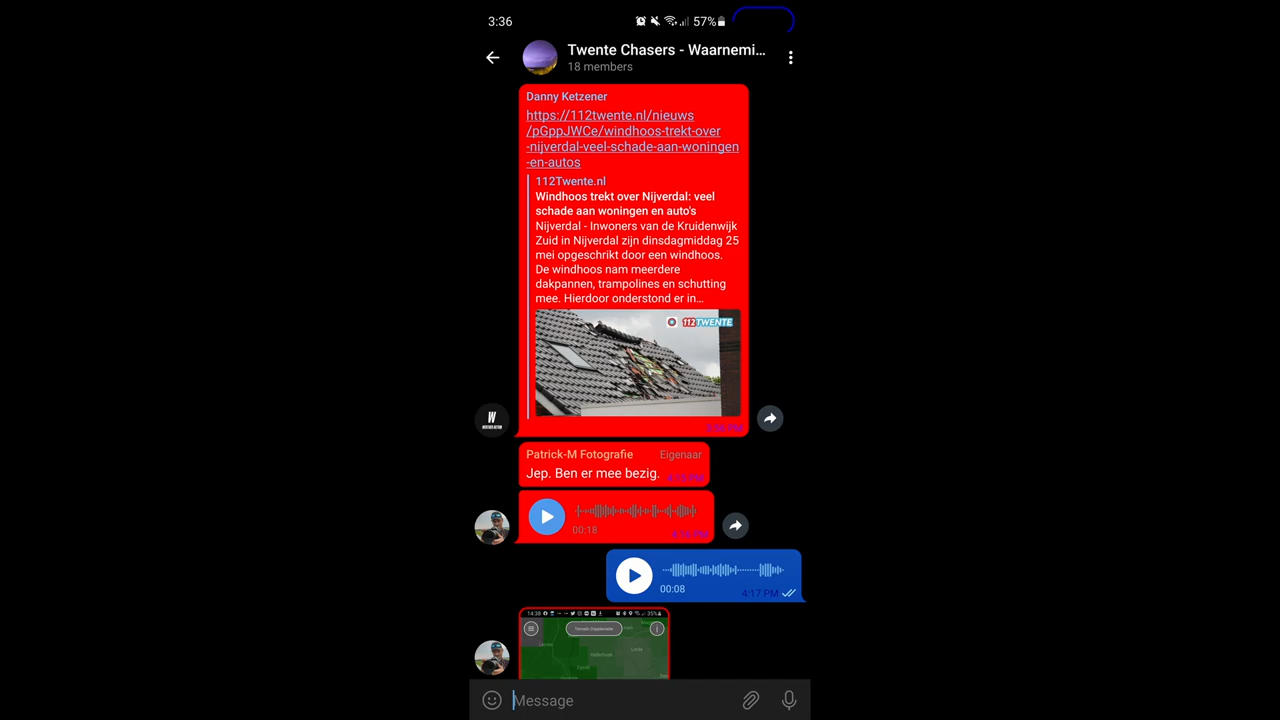 3:36
57%
Twente Chasers - Waarnemi...
18 members
Danny Ketzener
https://112twente.nl/nieuws
/pGppJWCe/windhoos-trekt-over
-nijverdal-veel-schade-aan-woningen
-en-autos
112Twente.nl
Windhoos trekt over Nijverdal: veel
schade aan woningen en auto's
Nijverdal - Inwoners van de Kruidenwijk
Zuid in Nijverdal zijn dinsdagmiddag 25
mei opgeschrikt door een windhoos.
De windhoos nam meerdere
dakpannen, trampolines en schutting
mee. Hierdoor onderstond er in...
112TWENTE
W
Patrick-M Fotografie Eigenaar
Jep. Ben er mee bezig.
00:18
00:08
4:17 PM
14:38
35%
Message